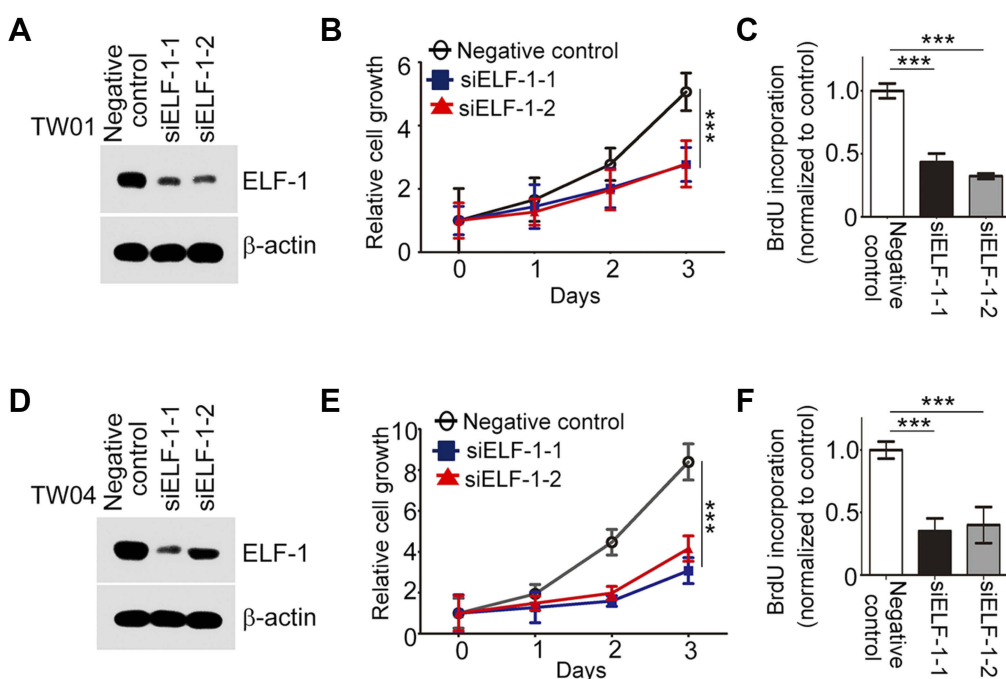 A
Negative
control
siELF-1-1
siELF-1-2
TW01
ELF-1
β-actin
B
Negative control
siELF-1-1
siELF-1-2
Relative cell growth
6
4
2
0
0 1 2 3
Days
***
C
***
***
BrdU incorporation
(normalized to control)
1.0
0.5
0
Negative
control
siELF-1-1
siELF-1-2
D
Negative
control
siELF-1-1
siELF-1-2
TW04
ELF-1
β-actin
E
Negative control
siELF-1-1
siELF-1-2
Relative cell growth
10
8
6
4
2
0
0 1 2 3
Days
***
F
***
***
BrdU incorporation
(normalized to control)
1.0
0.5
0
Negative
control
siELF-1-1
siELF-1-2